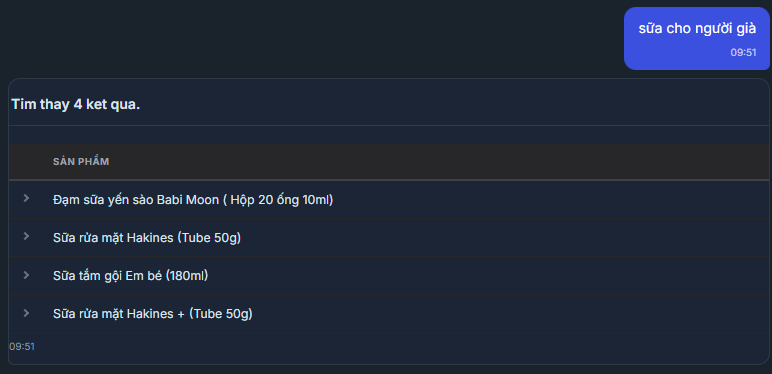 sữa cho người già
09:51
Tim thay 4 ket qua.
SẢN PHẨM
Đạm sữa yến sào Babi Moon ( Hộp 20 ống 10ml)
Sữa rửa mặt Hakines (Tube 50g)
Sữa tắm gội Em bé (180ml)
Sữa rửa mặt Hakines + (Tube 50g)
09:51